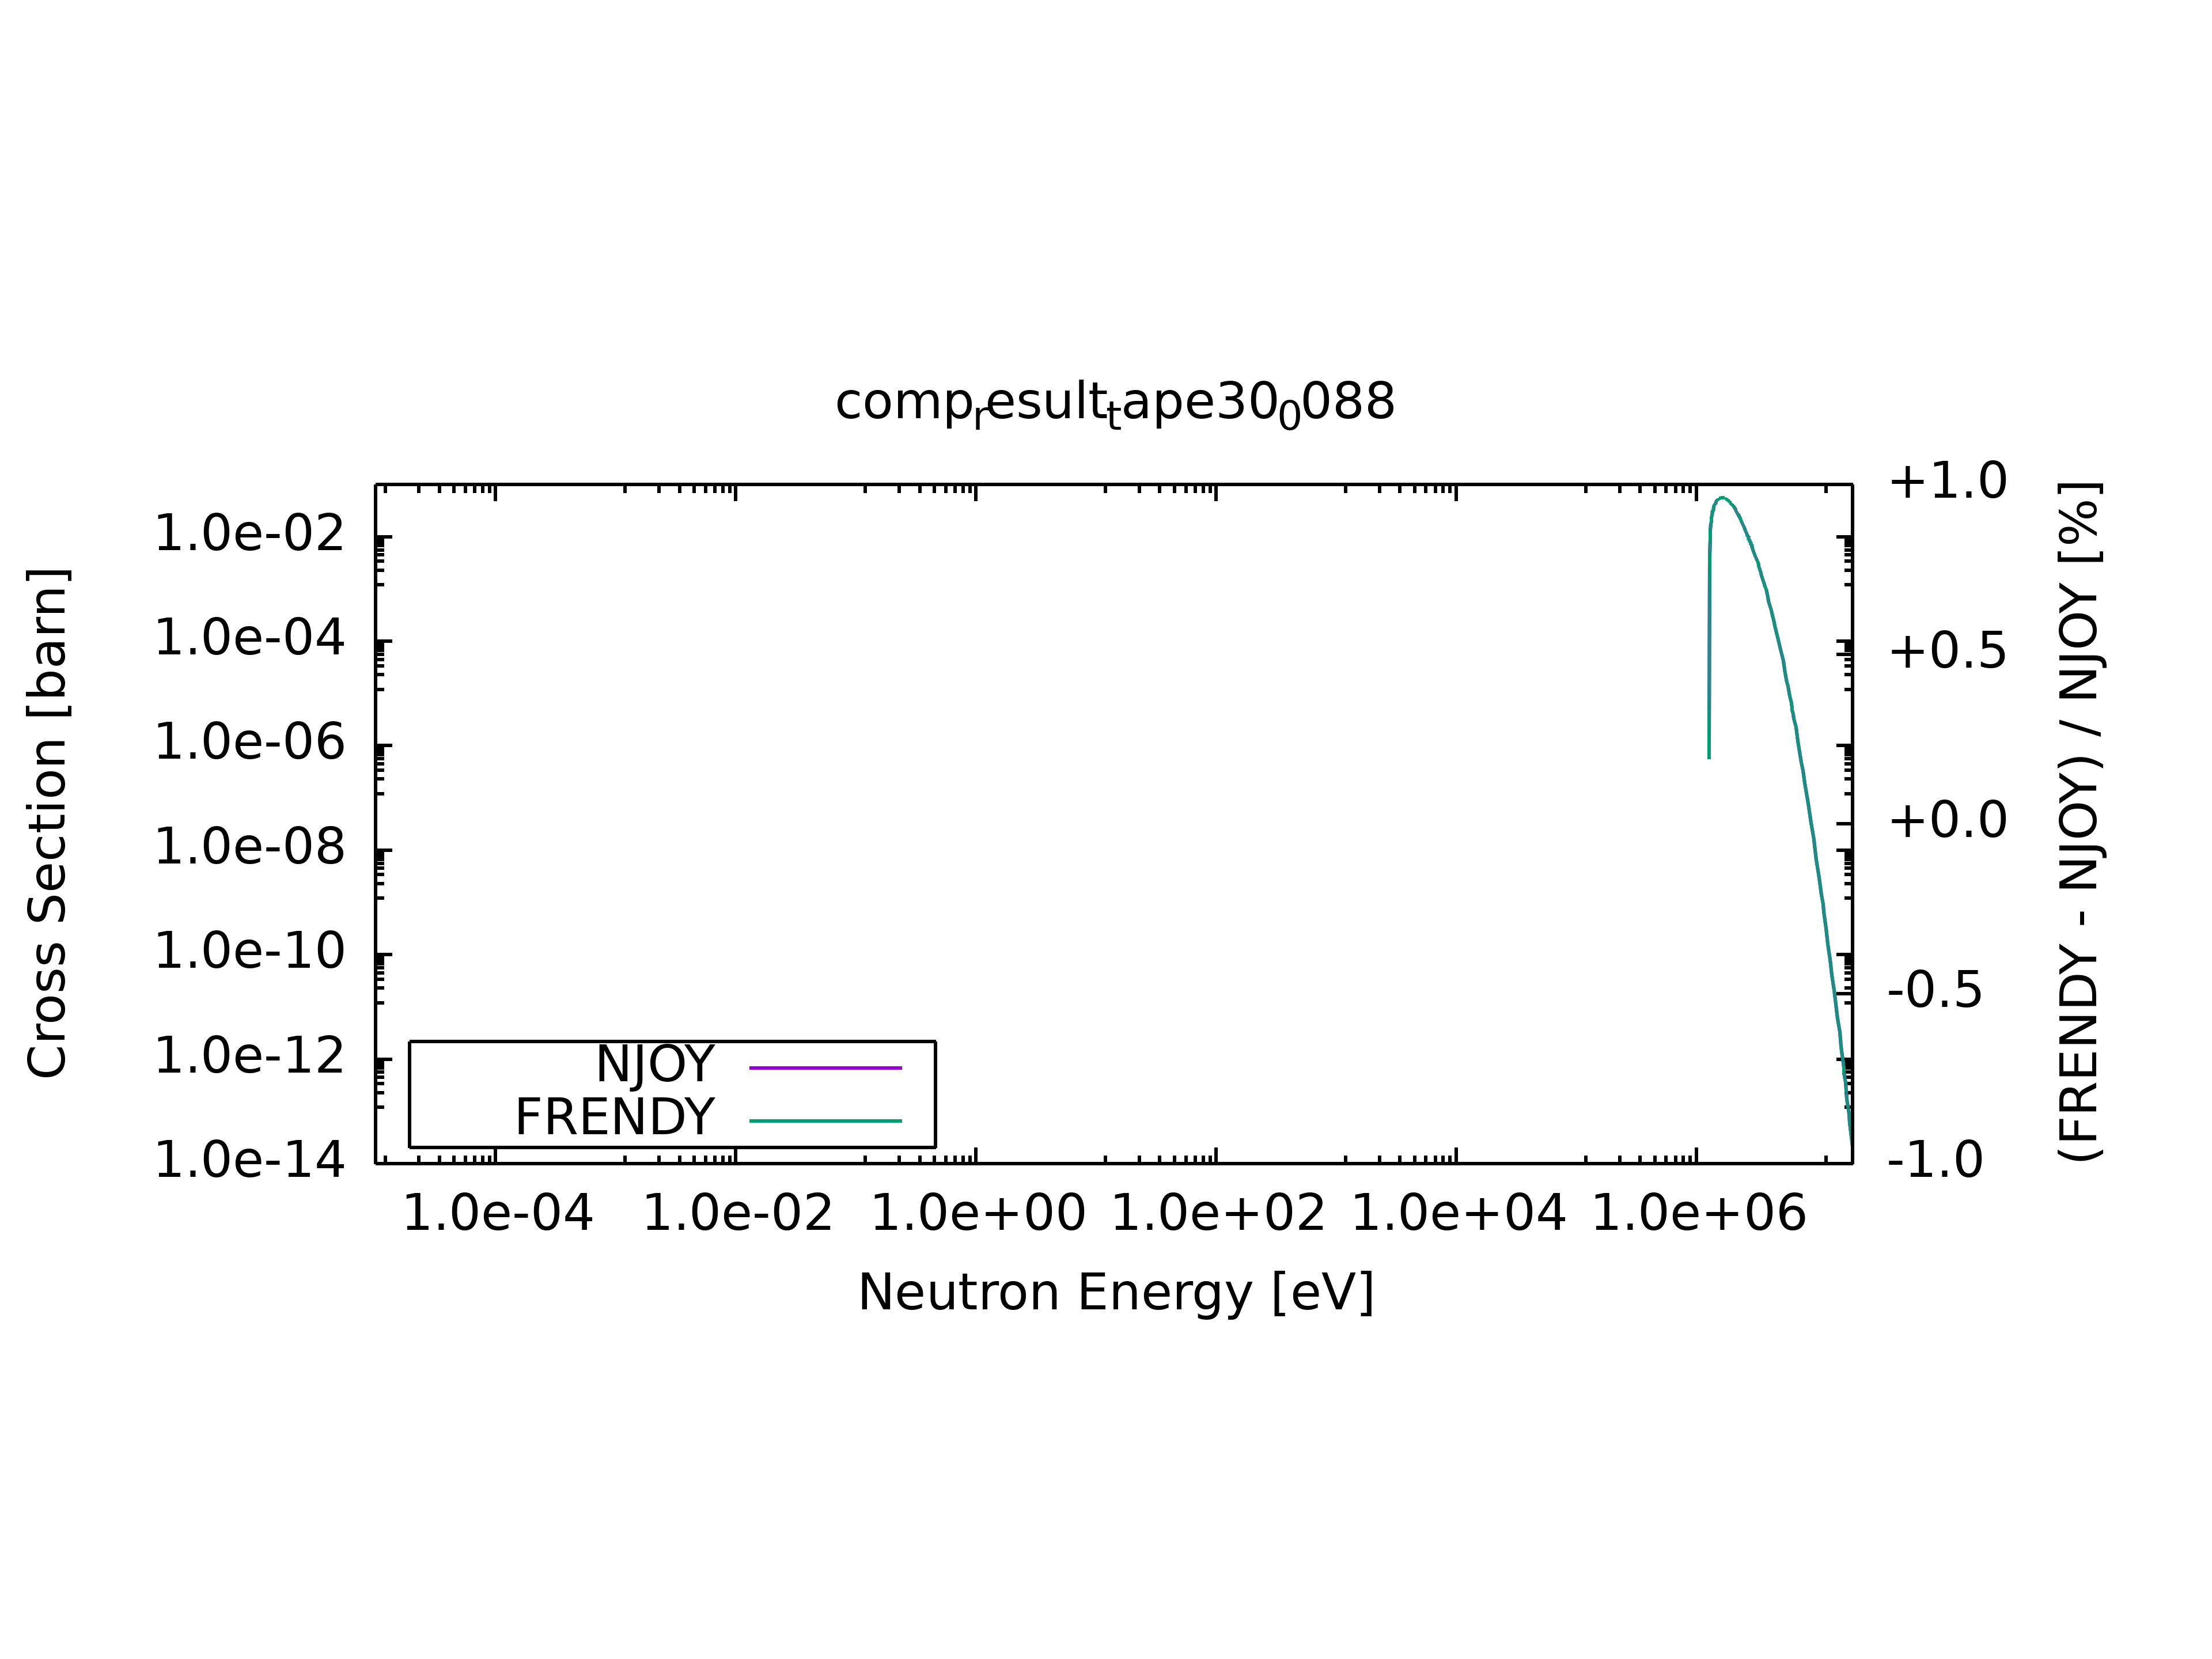 comp_result_tape30_0088
1.0e-02
1.0e-04
1.0e-06
1.0e-08
1.0e-10
1.0e-12
1.0e-14
Cross Section [barn]
+1.0
+0.5
+0.0
-0.5
-1.0
(FRENDY - NJOY) / NJOY [%]
NJOY
FRENDY
1.0e-04 1.0e-02 1.0e+00 1.0e+02 1.0e+04 1.0e+06
Neutron Energy [eV]